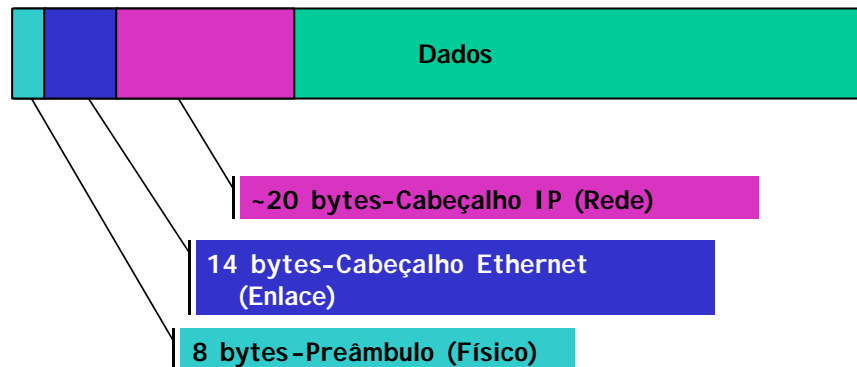 Dados
~20 bytes-Cabeçalho IP (Rede)
14 bytes-Cabeçalho Ethernet
(Enlace)
8 bytes-Preâmbulo (Físico)